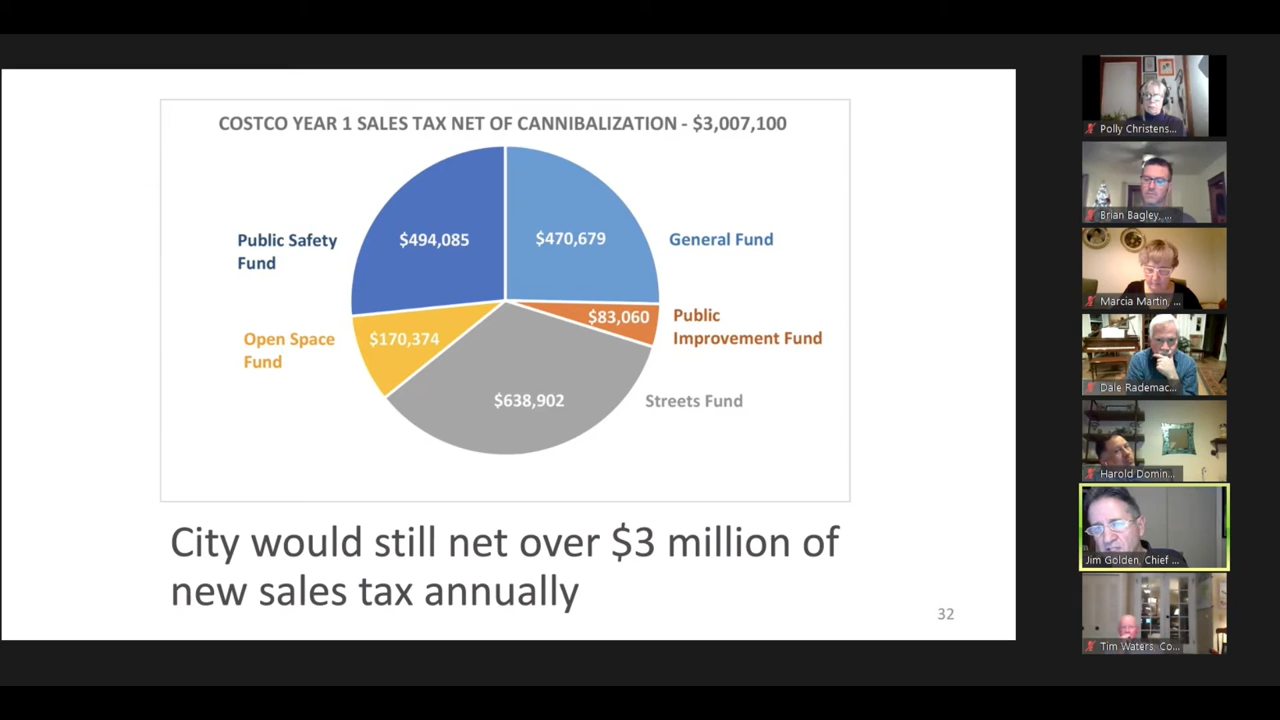 COSTCO YEAR 1 SALES TAX NET OF CANNIBALIZATION - $3,007,100
Public Safety
Fund
$494,085
$470,679
General Fund
Open Space
Fund
$170,374
$83,060
Public
Improvement Fund
$638,902
Streets Fund
City would still net over $3 million of
new sales tax annually
32
Polly Christens...
Brian Bagley, ...
Marcia Martin, ...
Dale Rademac...
Harold Domin...
Jim Golden, Chief ...
Tim Waters, Co...